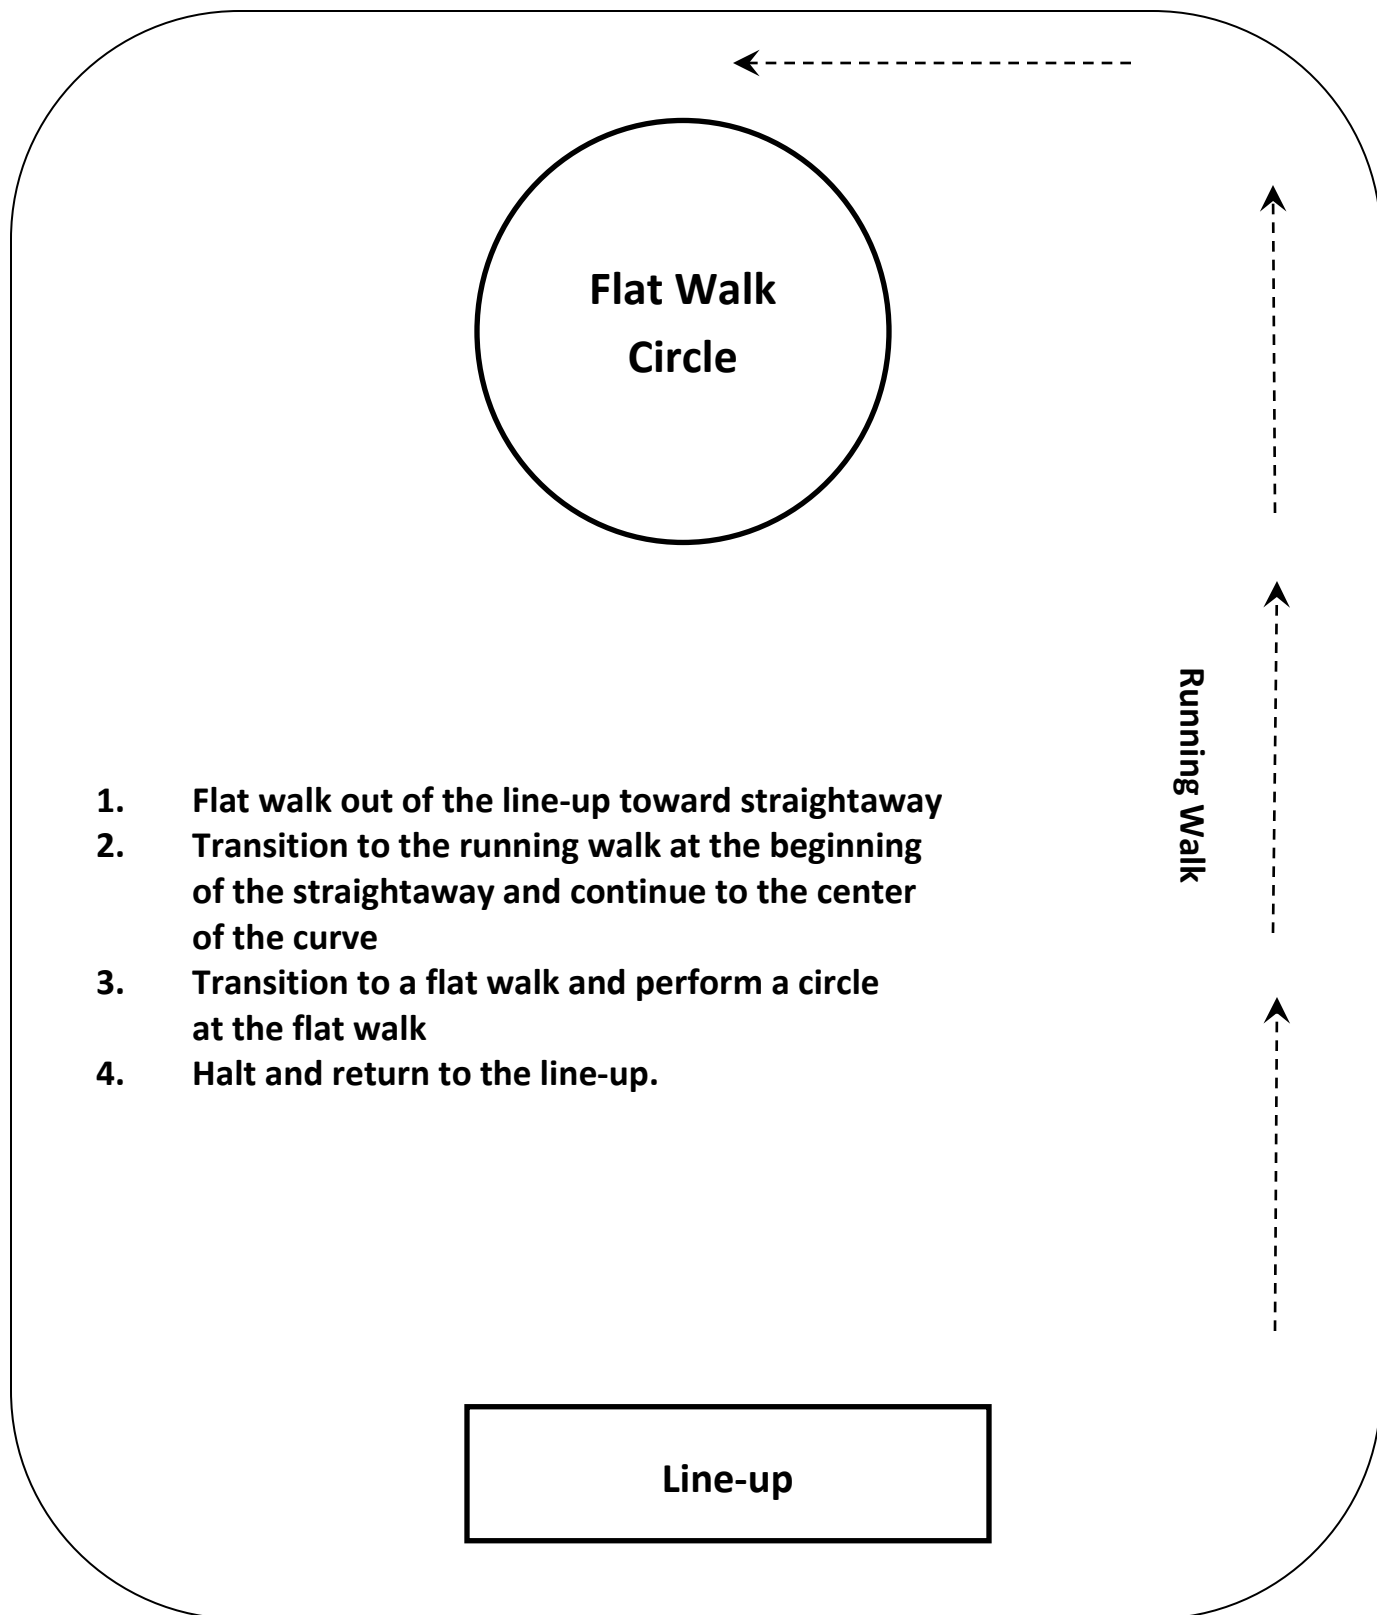 Flat Walk
Circle
Running Walk
1. Flat walk out of the line-up toward straightaway
2. Transition to the running walk at the beginning
of the straightaway and continue to the center
of the curve
3. Transition to a flat walk and perform a circle
at the flat walk
4. Halt and return to the line-up.
Line-up